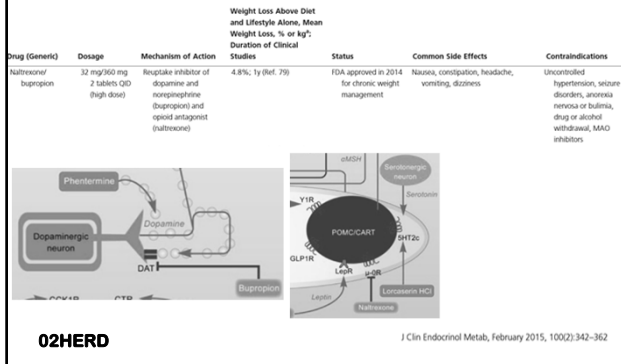 Weight Loss Above Diet
and Lifestyle Alone, Mean
Weight Loss, % or kgª;
Duration of Clinical
Drug (Generic) Dosage Mechanism of Action Studies Status Common Side Effects Contraindications
Naltrexone/ 32 mg/360 mg Reuptake inhibitor of 4.8%; 1y (Ref. 79) FDA approved in 2014 Nausea, constipation, headache, Uncontrolled
bupropion 2 tablets QID dopamine and for chronic weight vomiting, dizziness hypertension, seizure
(high dose) norepinephrine management disorders, anorexia
(bupropion) and nervosa or bulimia,
opioid antagonist drug or alcohol
(naltrexone) withdrawal, MAO
inhibitors
Phentermine
Dopamine
Dopaminergic
neuron
DAT
Bupropion
CCK1R CTR
αMSH
Serotonergic
neuron
Serotonin
Y1R
POMC/CART
5HT2c
GLP1R
LepR
μ-OR
Lorcaserin HCl
Leptin
Naltrexone
02HERD
J Clin Endocrinol Metab, February 2015, 100(2):342–362